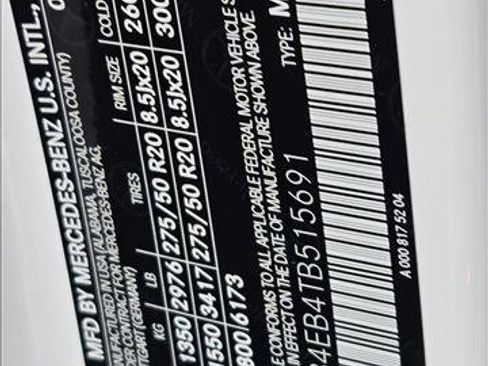 MFD BY MERCEDES-BENZ U.S. INTL.,
MANUFACTURED IN USA (ALABAMA, TUSCALOOSA COUNTY)
UNDER CONTRACT FOR MERCEDES-BENZ AG,
STUTTGART (GERMANY)
KG LB TIRES RIM SIZE COLD
1350 2976 275/50 R20 8.5Jx20 260
1550 3417 275/50 R20 8.5Jx20 300
2800 6173
CONFORMS TO ALL APPLICABLE FEDERAL MOTOR VEHICLE
IN EFFECT ON THE DATE OF MANUFACTURE SHOWN ABOVE.
4EB4TB515691 TYPE: M
A 000 817 52 04